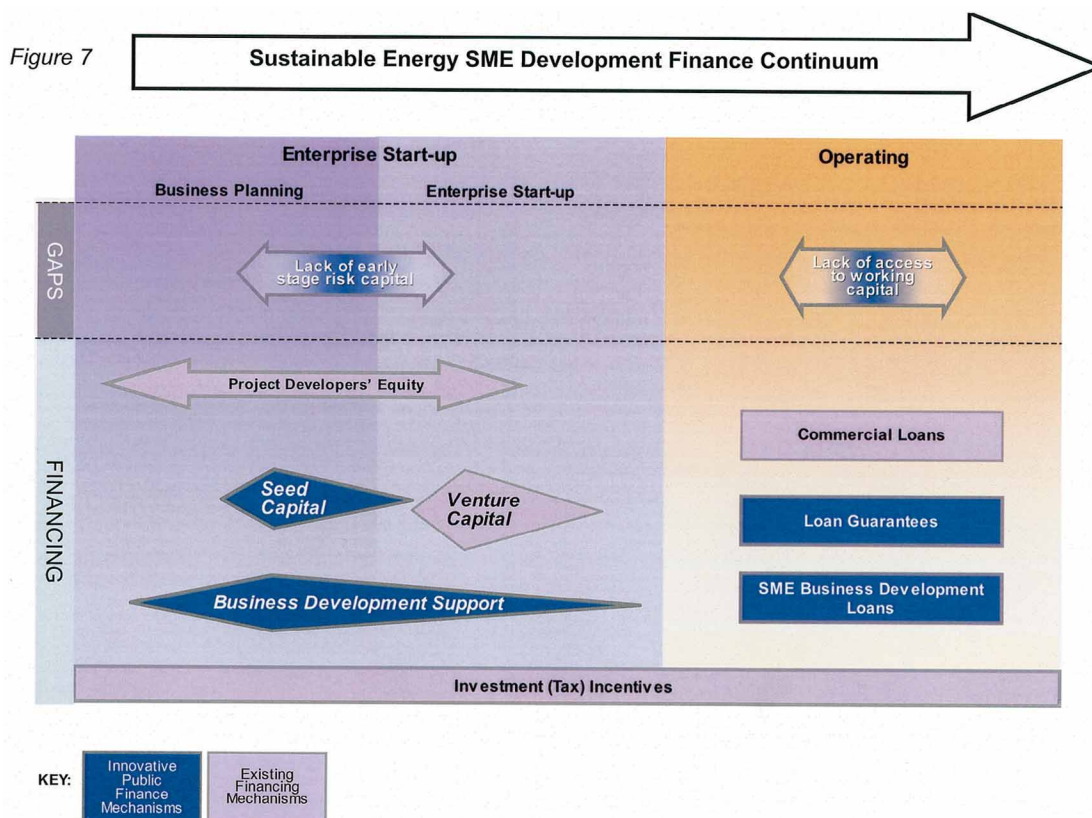 Figure 7
Sustainable Energy SME Development Finance Continuum
Enterprise Start-up
Operating
Business Planning
Enterprise Start-up
GAPS
Lack of early
stage risk capital
Lack of access
to working
capital
FINANCING
Project Developers' Equity
Commercial Loans
Seed
Capital
Venture
Capital
Loan Guarantees
Business Development Support
SME Business Development
Loans
Investment (Tax) Incentives
KEY:
Innovative
Public
Finance
Mechanisms
Existing
Financing
Mechanisms